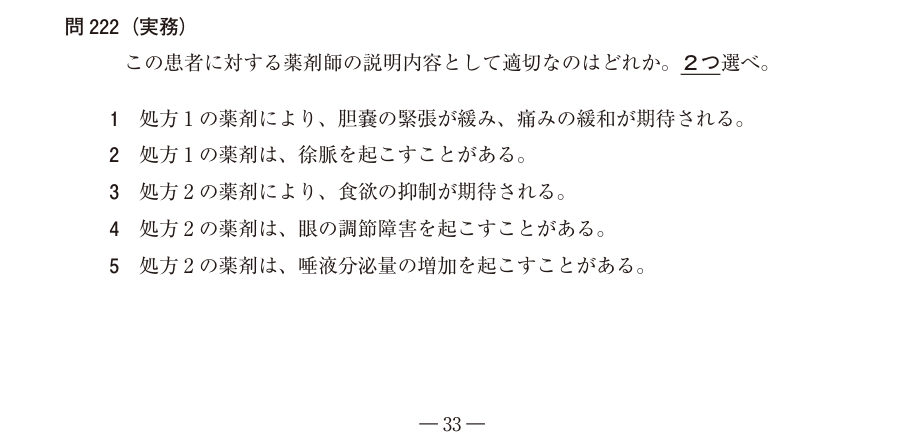 問 222（実務）
この患者に対する薬剤師の説明内容として適切なのはどれか。２つ選べ。
1 処方１の薬剤により、胆嚢の緊張が緩み、痛みの緩和が期待される。
2 処方１の薬剤は、徐脈を起こすことがある。
3 処方２の薬剤により、食欲の抑制が期待される。
4 処方２の薬剤は、眼の調節障害を起こすことがある。
5 処方２の薬剤は、唾液分泌量の増加を起こすことがある。
— 33 —